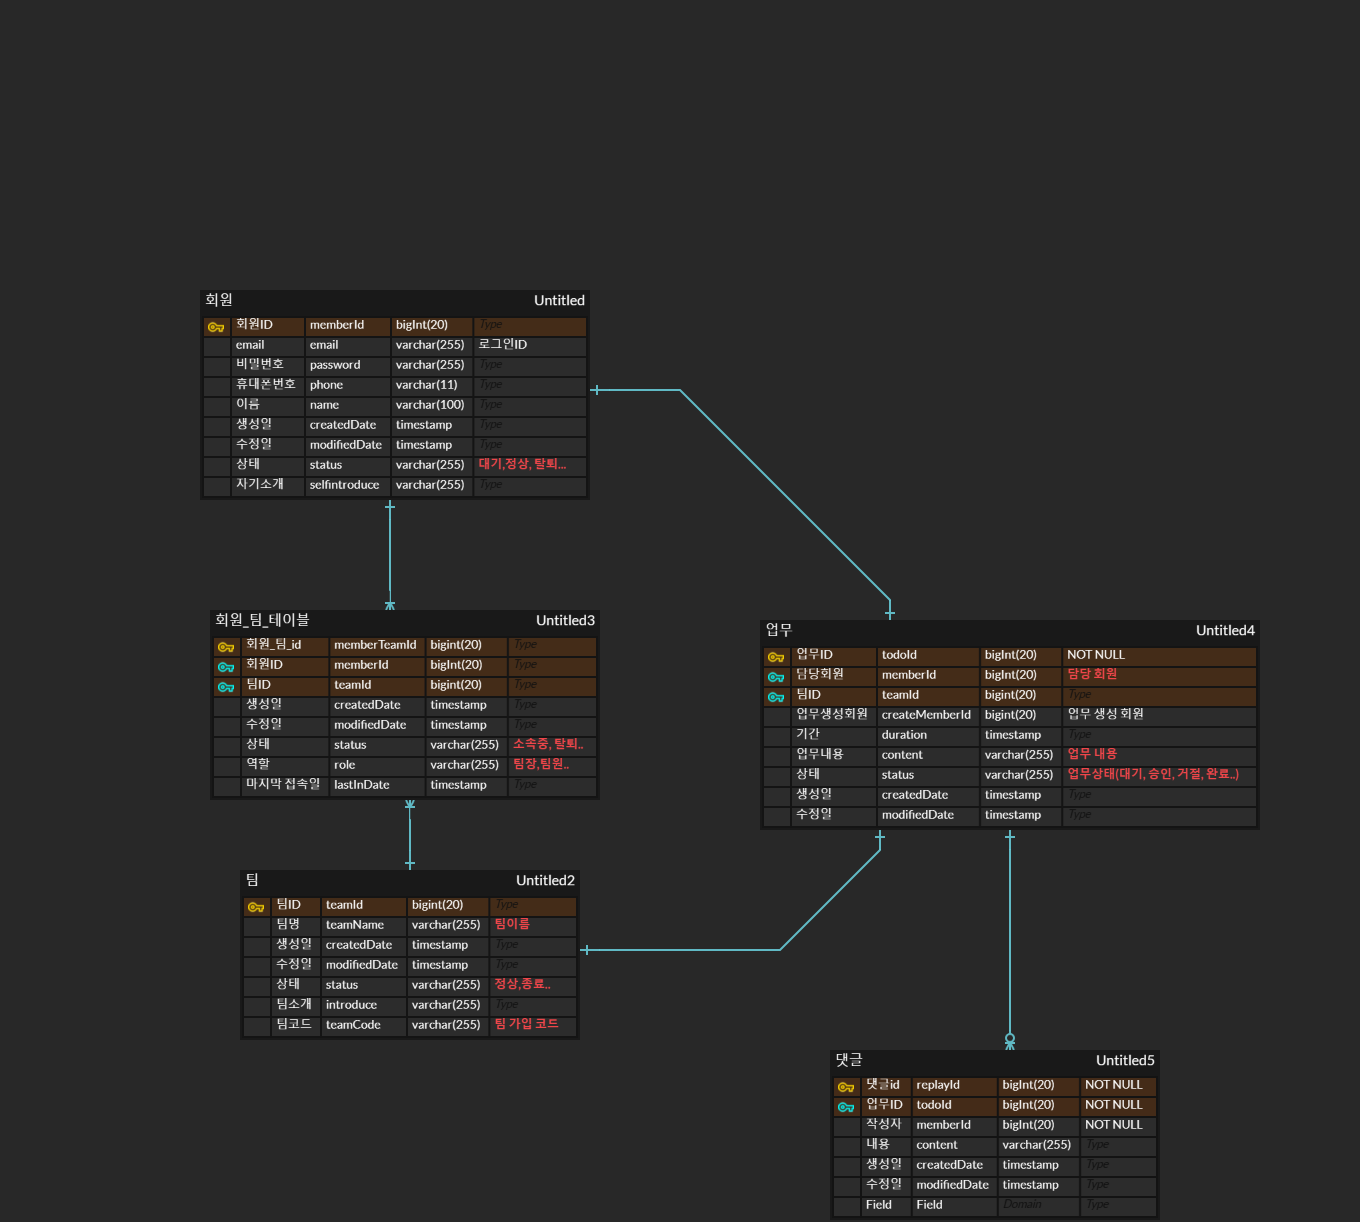 회원 Untitled
회원ID memberId bigInt(20) Type
email email varchar(255) 로그인ID
비밀번호 password varchar(255) Type
휴대폰번호 phone varchar(11) Type
이름 name varchar(100) Type
생성일 createdDate timestamp Type
수정일 modifiedDate timestamp Type
상태 status varchar(255) 대기,정상, 탈퇴...
자기소개 selfintroduce varchar(255) Type
회원_팀_테이블 Untitled3
회원_팀_id memberTeamId bigint(20) Type
회원ID memberId bigInt(20) Type
팀ID teamId bigint(20) Type
생성일 createdDate timestamp Type
수정일 modifiedDate timestamp Type
상태 status varchar(255) 소속중, 탈퇴..
역할 role varchar(255) 팀장,팀원..
마지막 접속일 lastInDate timestamp Type
업무 Untitled4
업무ID todoId bigInt(20) NOT NULL
담당회원 memberId bigInt(20) 담당 회원
팀ID teamId bigint(20) Type
업무생성회원 createMemberId bigint(20) 업무 생성 회원
기간 duration timestamp Type
업무내용 content varchar(255) 업무 내용
상태 status varchar(255) 업무상태(대기, 승인, 거절, 완료..)
생성일 createdDate timestamp Type
수정일 modifiedDate timestamp Type
팀 Untitled2
팀ID teamId bigint(20) Type
팀명 teamName varchar(255) 팀이름
생성일 createdDate timestamp Type
수정일 modifiedDate timestamp Type
상태 status varchar(255) 정상,종료..
팀소개 introduce varchar(255) Type
팀코드 teamCode varchar(255) 팀 가입 코드
댓글 Untitled5
댓글id replayId bigInt(20) NOT NULL
업무ID todoId bigInt(20) NOT NULL
작성자 memberId bigInt(20) NOT NULL
내용 content varchar(255) Type
생성일 createdDate timestamp Type
수정일 modifiedDate timestamp Type
Field Field Domain Type